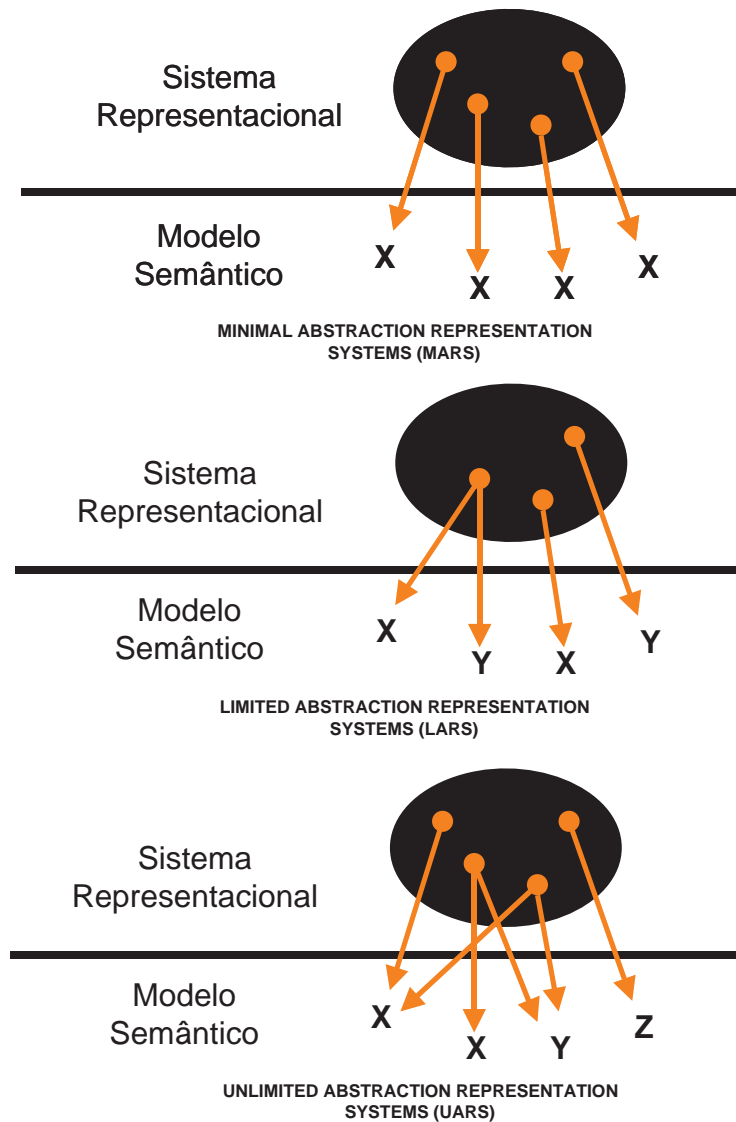 Sistema
Representacional
Modelo
Semântico
X
X
X
X
MINIMAL ABSTRACTION REPRESENTATION
SYSTEMS (MARS)
Sistema
Representacional
Modelo
Semântico
X
Y
X
Y
LIMITED ABSTRACTION REPRESENTATION
SYSTEMS (LARS)
Sistema
Representacional
Modelo
Semântico
X
X
Y
Z
UNLIMITED ABSTRACTION REPRESENTATION
SYSTEMS (UARS)